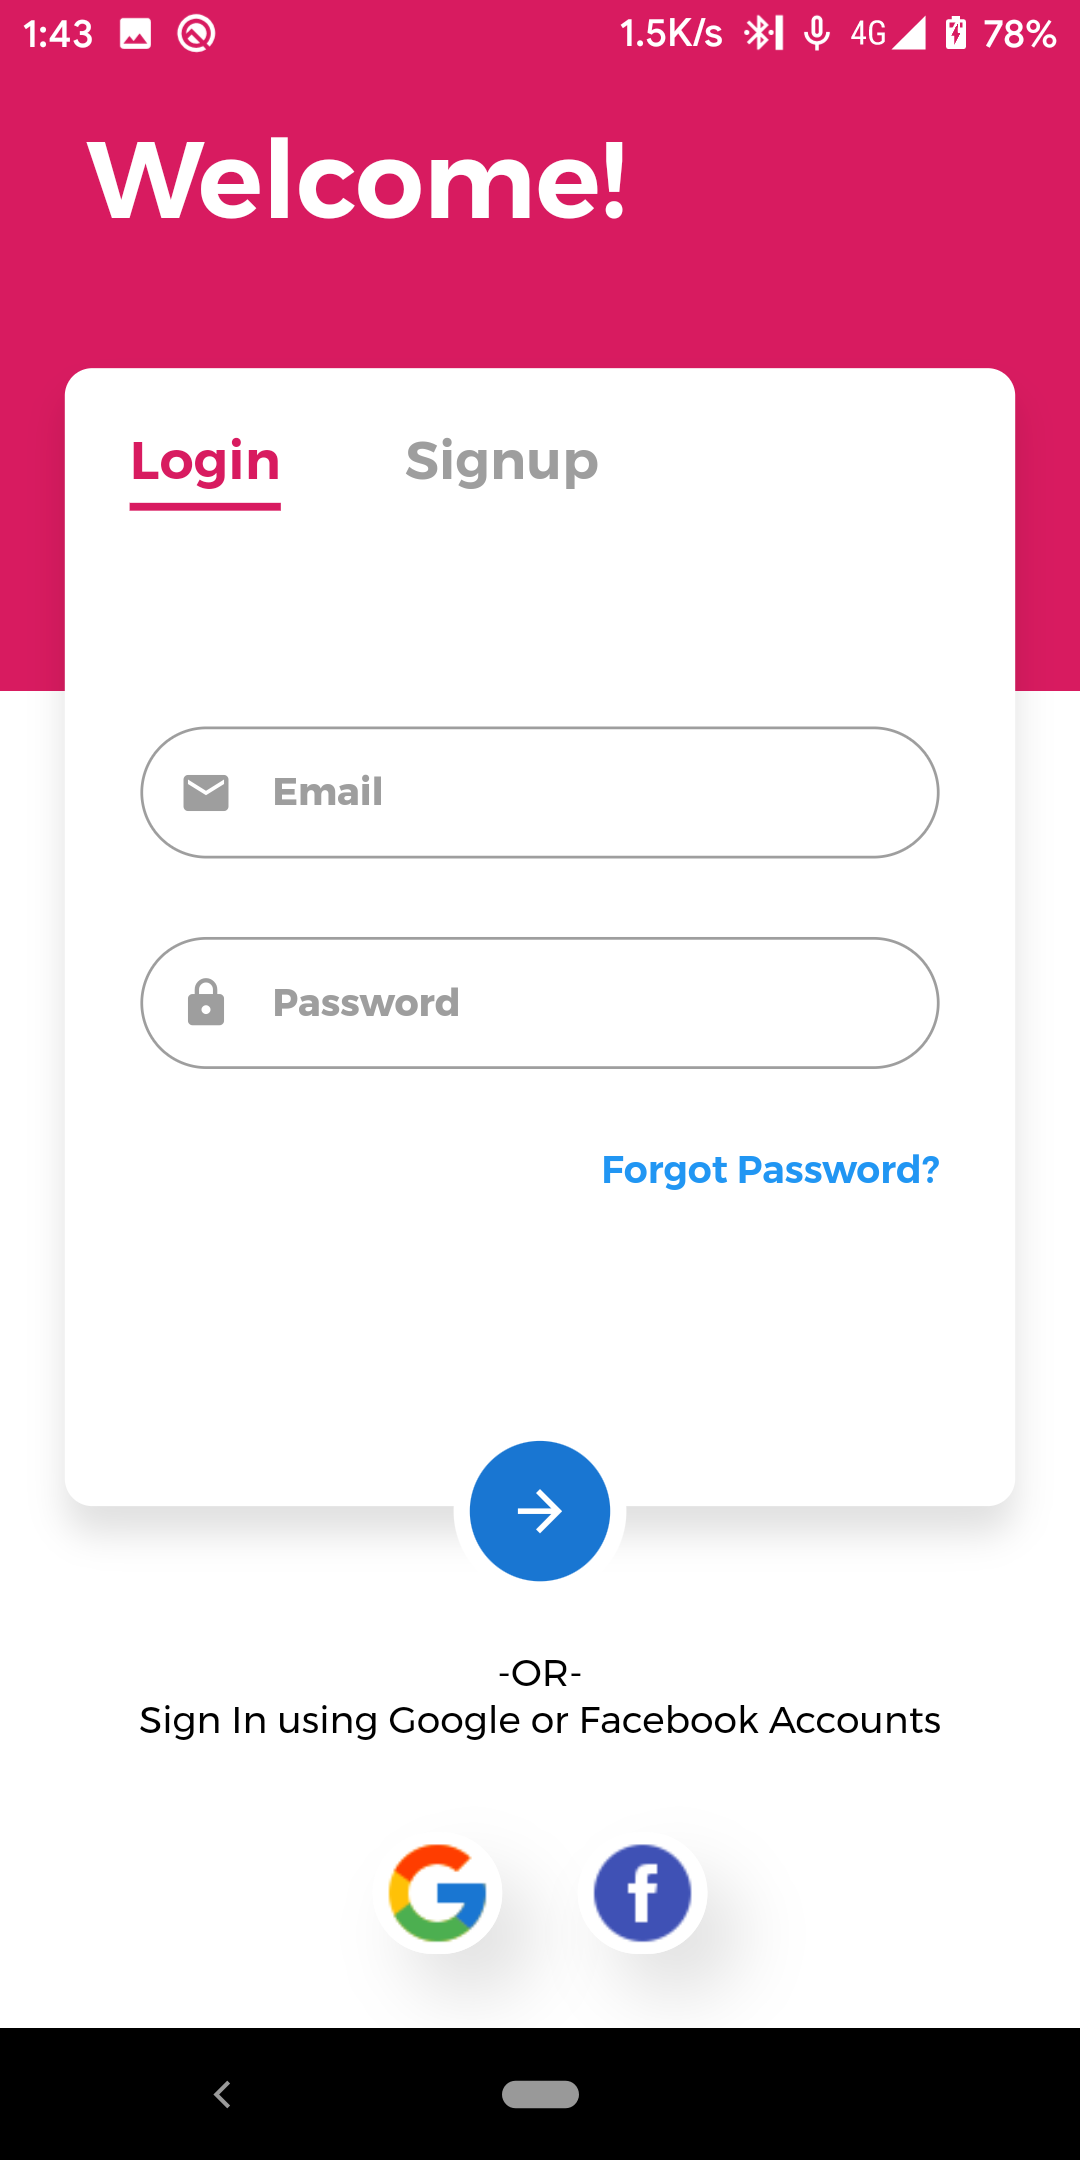 1:43 1.5K/s 4G 78%
Welcome!
Login Signup
Email
Password
Forgot Password?
-OR-
Sign In using Google or Facebook Accounts